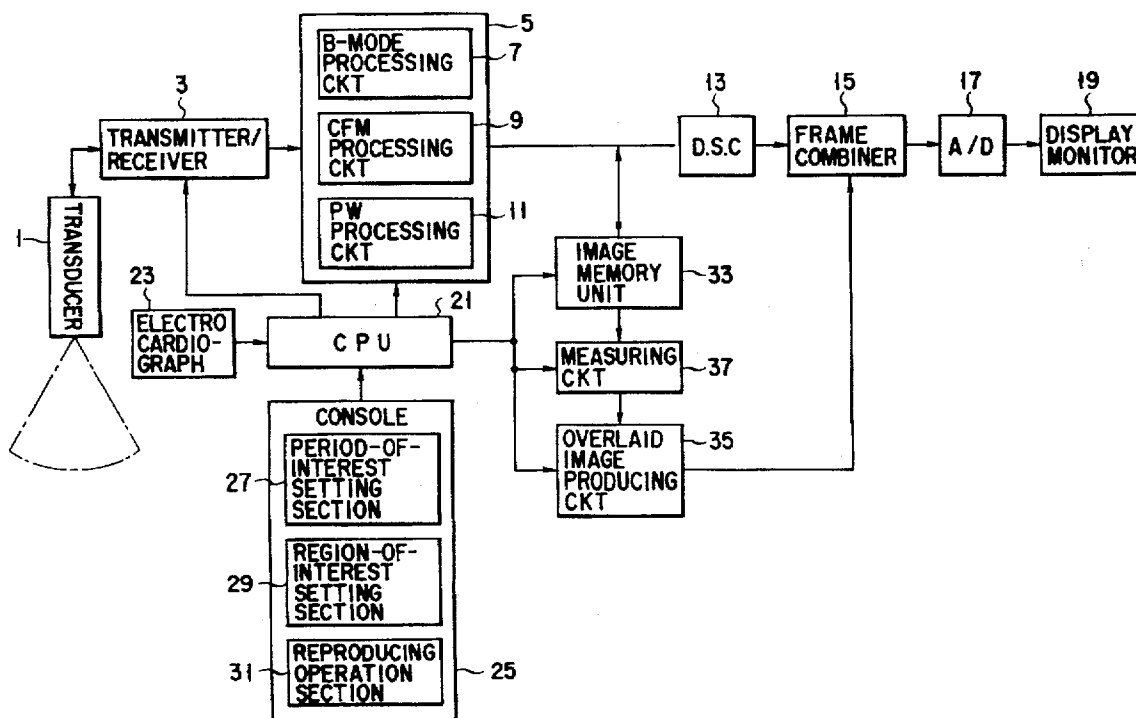 5
B-MODE
PROCESSING
CKT
7
3
TRANSMITTER/
RECEIVER
CFM
PROCESSING
CKT
9
13
D.S.C
15
FRAME
COMBINER
17
A/D
19
DISPLAY
MONITOR
1
TRANSDUCER
PW
PROCESSING
CKT
11
IMAGE
MEMORY
UNIT
33
23
ELECTRO
CARDIO-
GRAPH
21
CPU
MEASURING
CKT
37
CONSOLE
27
PERIOD-OF-
INTEREST
SETTING
SECTION
OVERLAID
IMAGE
PRODUCING
CKT
35
29
REGION-OF-
INTEREST
SETTING
SECTION
31
REPRODUCING
OPERATION
SECTION
25